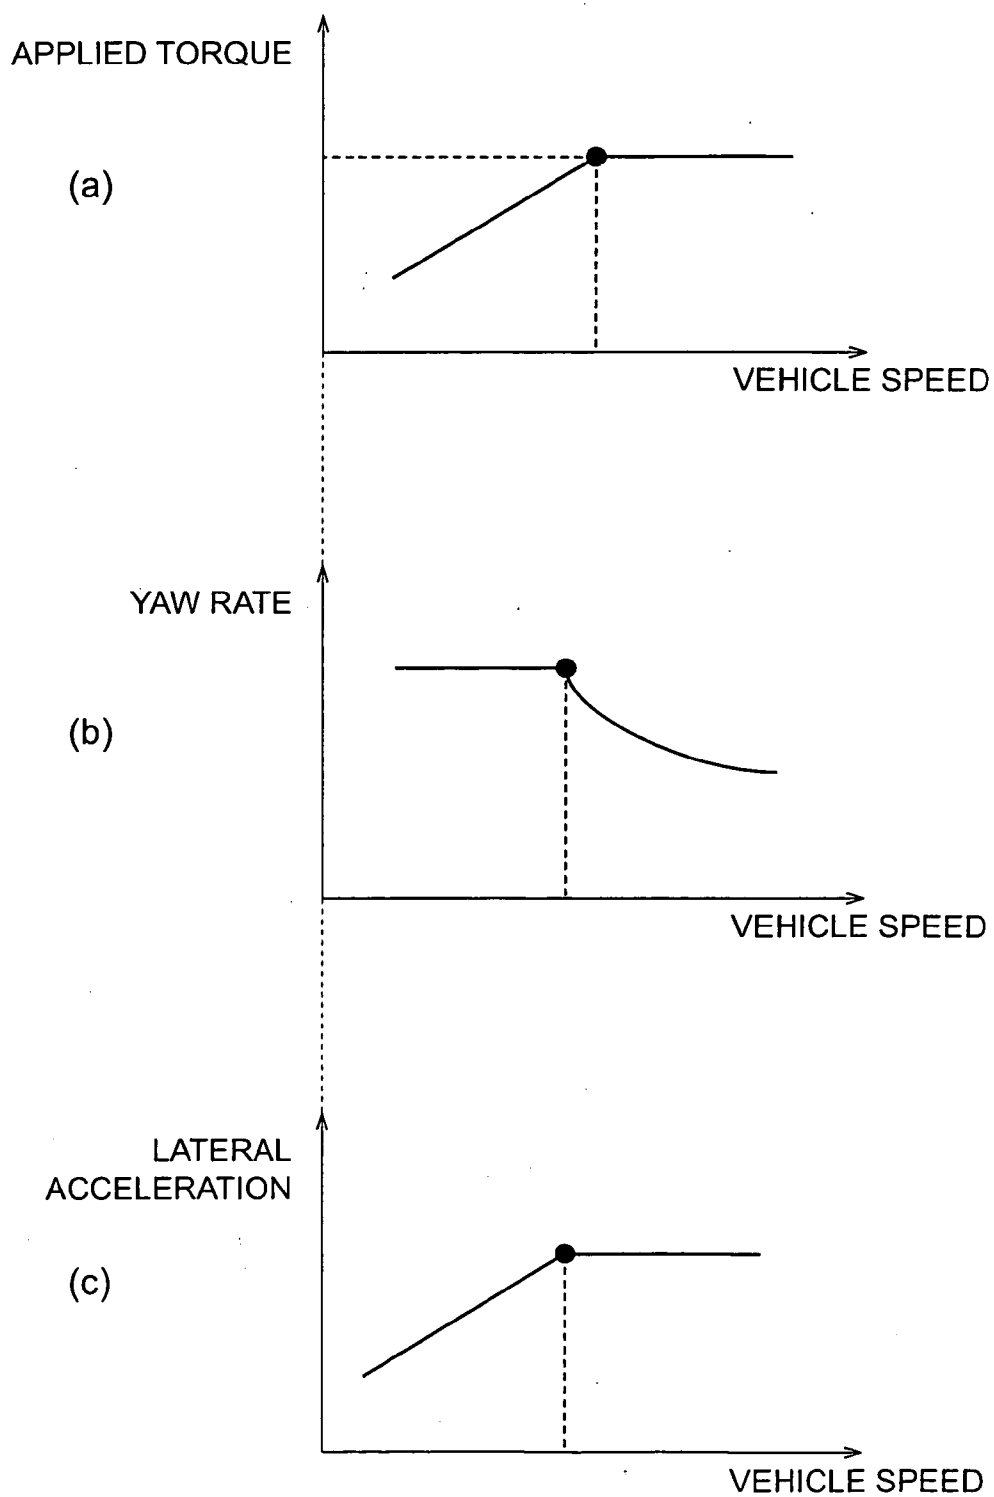 APPLIED TORQUE
(a)
VEHICLE SPEED
YAW RATE
(b)
VEHICLE SPEED
LATERAL
ACCELERATION
(c)
VEHICLE SPEED